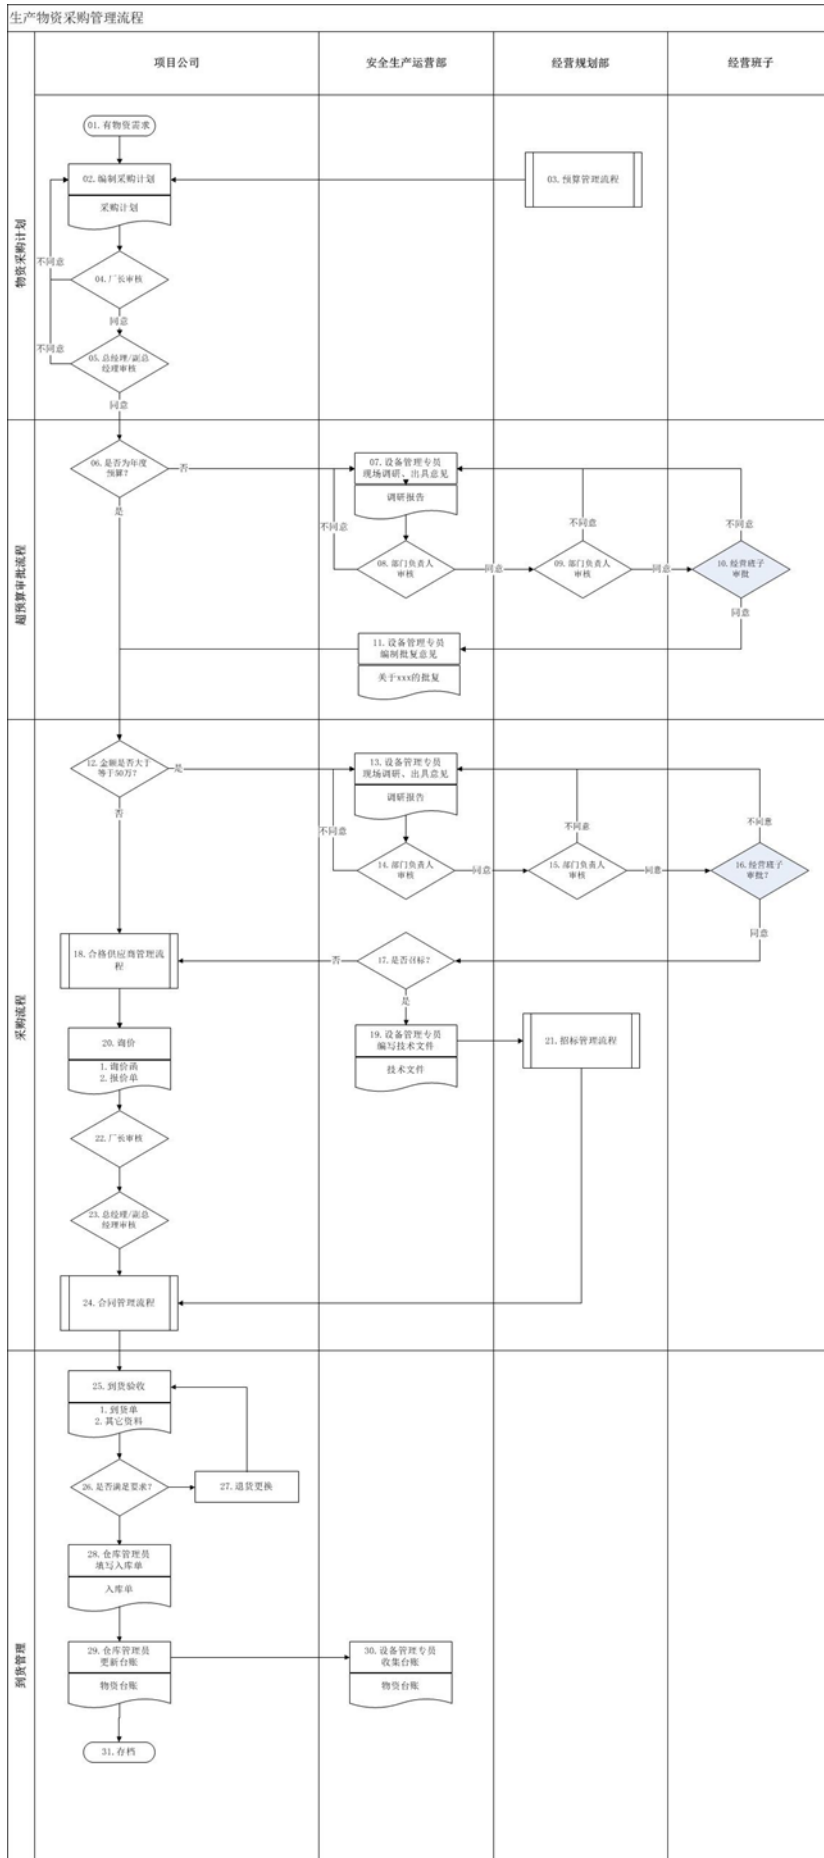 生产物资采购管理流程
项目公司
安全生产运营部
经营规划部
经营班子
物资采购计划
01.有物资需求
02.编制采购计划
采购计划
03.预算管理流程
不同意
04.厂长审核
同意
不同意
05.总经理/副总
经理审核
同意
超预算审批流程
06.是否为年度
预算?
否
是
07.设备管理专员
现场调研、出具意见
调研报告
不同意
不同意
不同意
08.部门负责人
审核
同意
09.部门负责人
审核
同意
10.经营班子
审批
同意
11.设备管理专员
编制批复意见
关于xxx的批复
采购流程
12.金额是否大于
等于50万?
是
否
13.设备管理专员
现场调研、出具意见
调研报告
不同意
不同意
不同意
14.部门负责人
审核
同意
15.部门负责人
审核
同意
16.经营班子
审批?
同意
18.合格供应商管理流
程
否
17.是否召标?
是
20.询价
1.询价函
2.报价单
19.设备管理专员
编写技术文件
技术文件
21.招标管理流程
22.厂长审核
23.总经理/副总
经理审核
24.合同管理流程
到货管理
25.到货验收
1.到货单
2.其它资料
26.是否满足要求?
27.退货更换
28.仓库管理员
填写入库单
入库单
29.仓库管理员
更新台账
物资台账
30.设备管理专员
收集台账
物资台账
31.存档